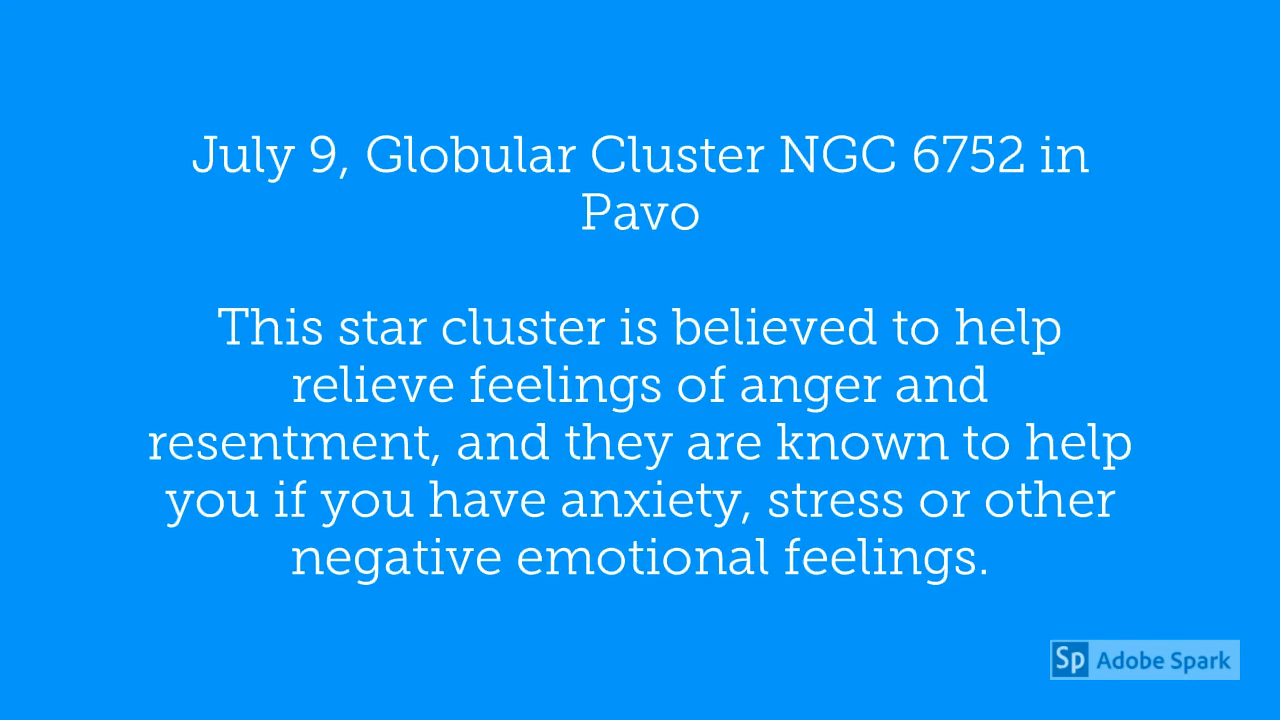 July 9, Globular Cluster NGC 6752 in
Pavo
This star cluster is believed to help
relieve feelings of anger and
resentment, and they are known to help
you if you have anxiety, stress or other
negative emotional feelings.
Sp Adobe Spark